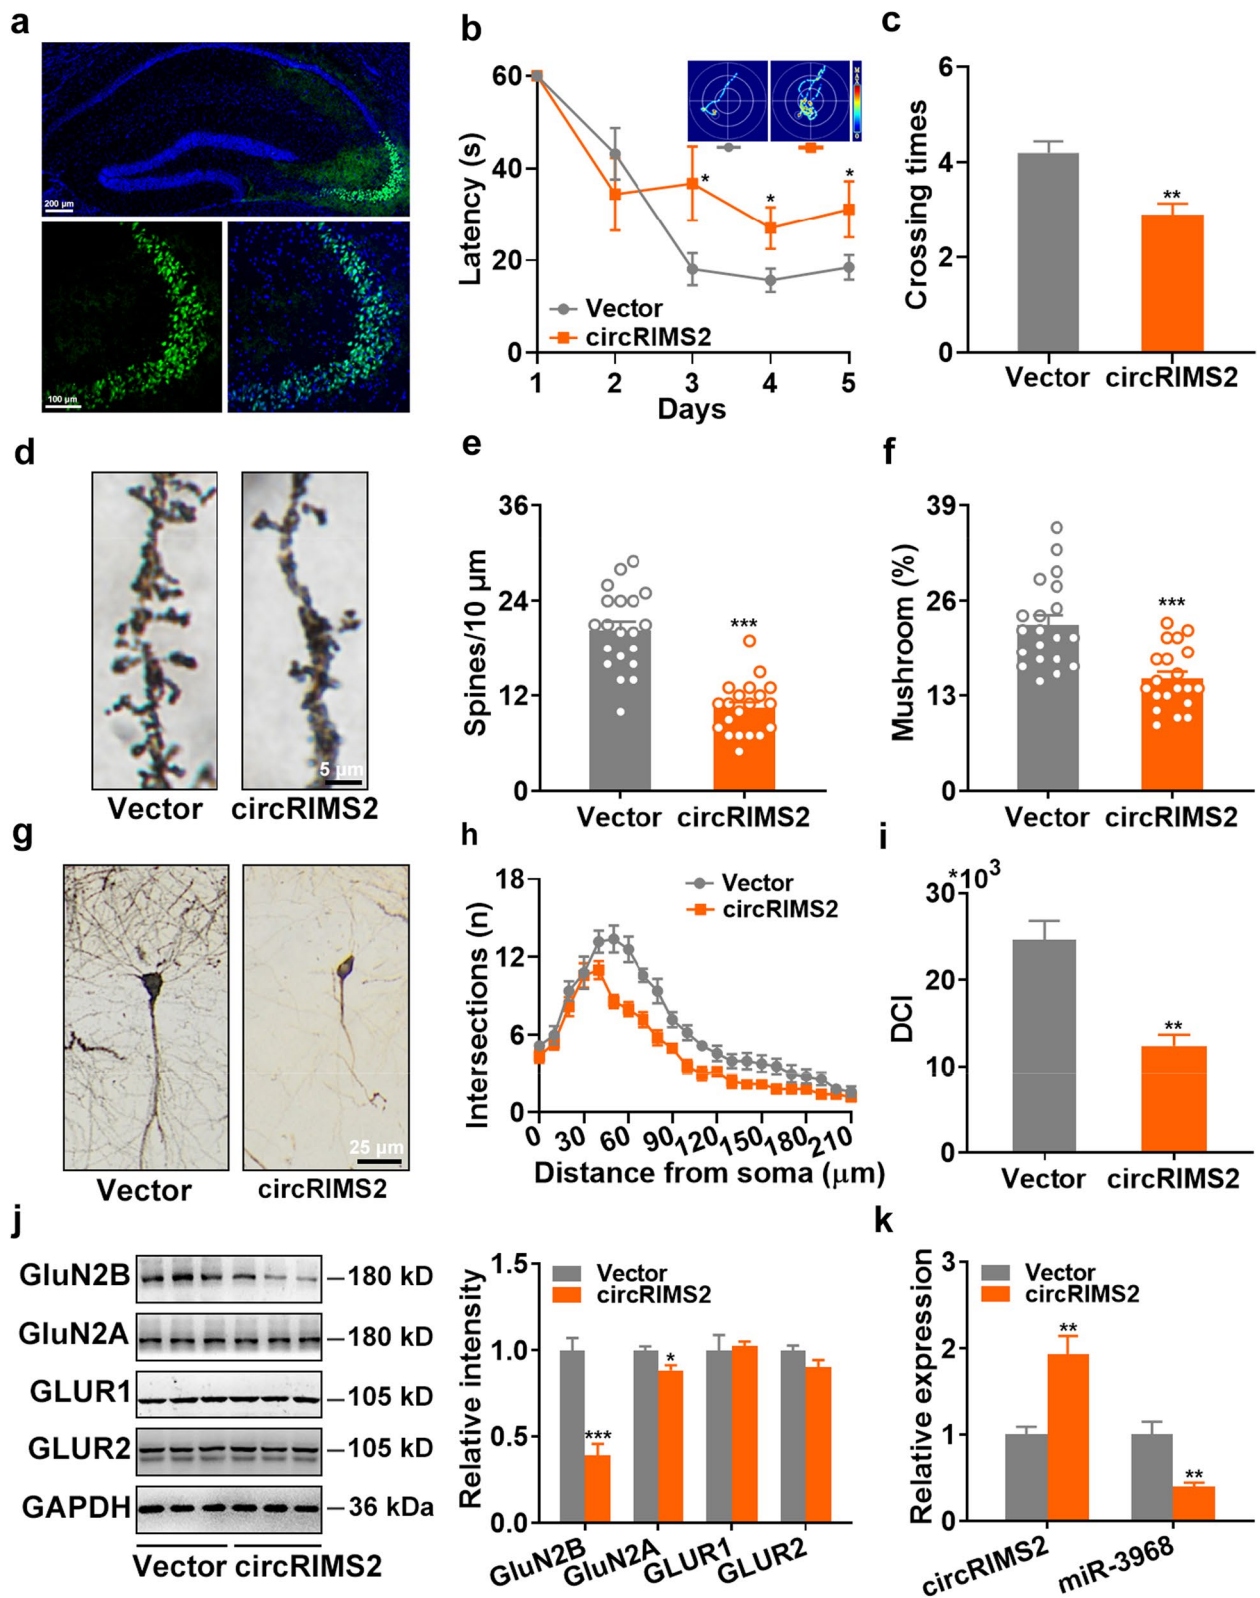 a
200 µm
100 µm
b
Latency (s)
60
40
20
0
MAX
0
*
*
*
Vector
circRIMS2
1 2 3 4 5
Days
c
Crossing times
6
4
2
0
**
Vector circRIMS2
d
5 µm
Vector circRIMS2
e
Spines/10 µm
36
24
12
0
***
Vector circRIMS2
f
Mushroom (%)
39
26
13
0
***
Vector circRIMS2
g
25 µm
Vector circRIMS2
h
Intersections (n)
18
12
6
0
Vector
circRIMS2
0 30 60 90 120 150 180 210
Distance from soma (μm)
i
*10³
DCI
30
20
10
0
**
Vector circRIMS2
j
GluN2B 180 kD
GluN2A 180 kD
GLUR1 105 kD
GLUR2 105 kD
GAPDH 36 kDa
Vector circRIMS2
Relative intensity
1.5
1.0
0.5
0.0
Vector
circRIMS2
***
*
GluN2B GluN2A GLUR1 GLUR2
k
Relative expression
3
2
1
0
Vector
circRIMS2
**
**
circRIMS2 miR-3968